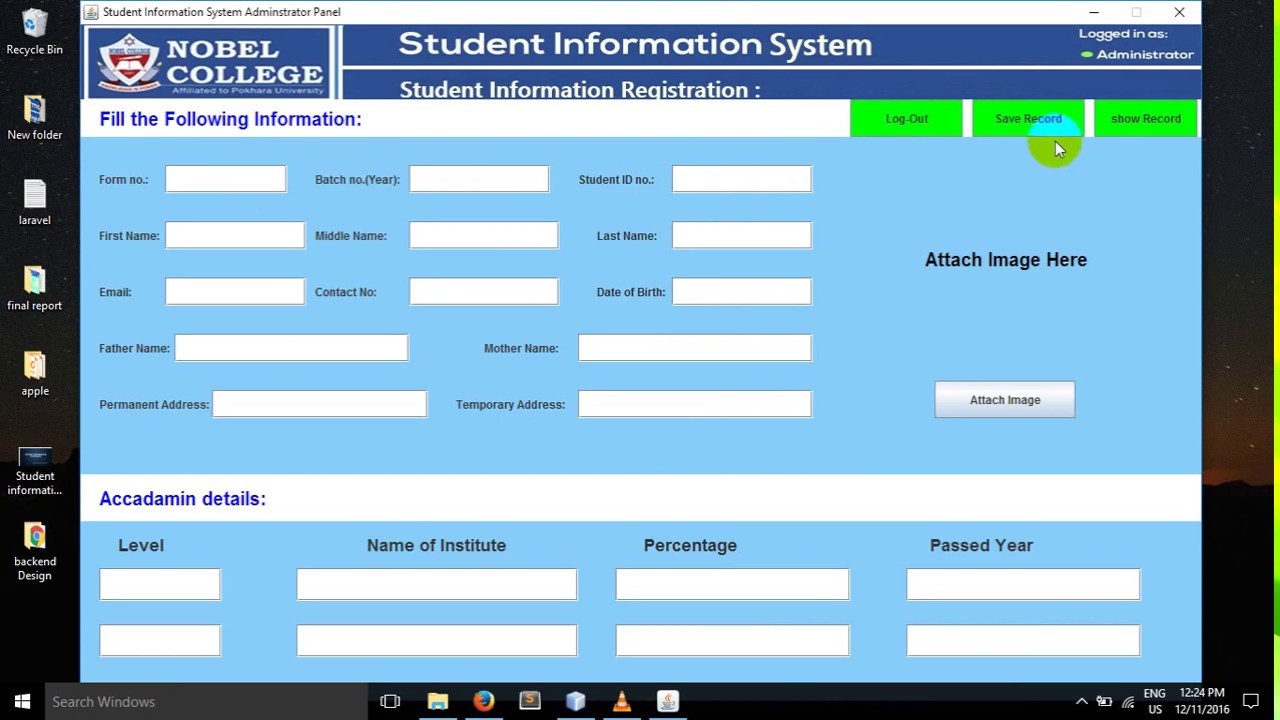 Student Information System Adminstrator Panel
NOBEL
COLLEGE
Affiliated to Pokhara University
Student Information System
Student Information Registration :
Logged in as:
Administrator
Fill the Following Information:
Log-Out
Save Record
show Record
Form no.:
Batch no.(Year):
Student ID no.:
First Name:
Middle Name:
Last Name:
Attach Image Here
Email:
Contact No:
Date of Birth:
Father Name:
Mother Name:
Permanent Address:
Temporary Address:
Attach Image
Accadamin details:
Level
Name of Institute
Percentage
Passed Year
Recycle Bin
New folder
laravel
final report
apple
Student
informati...
backend
Design
Search Windows
ENG
US
12:24 PM
12/11/2016